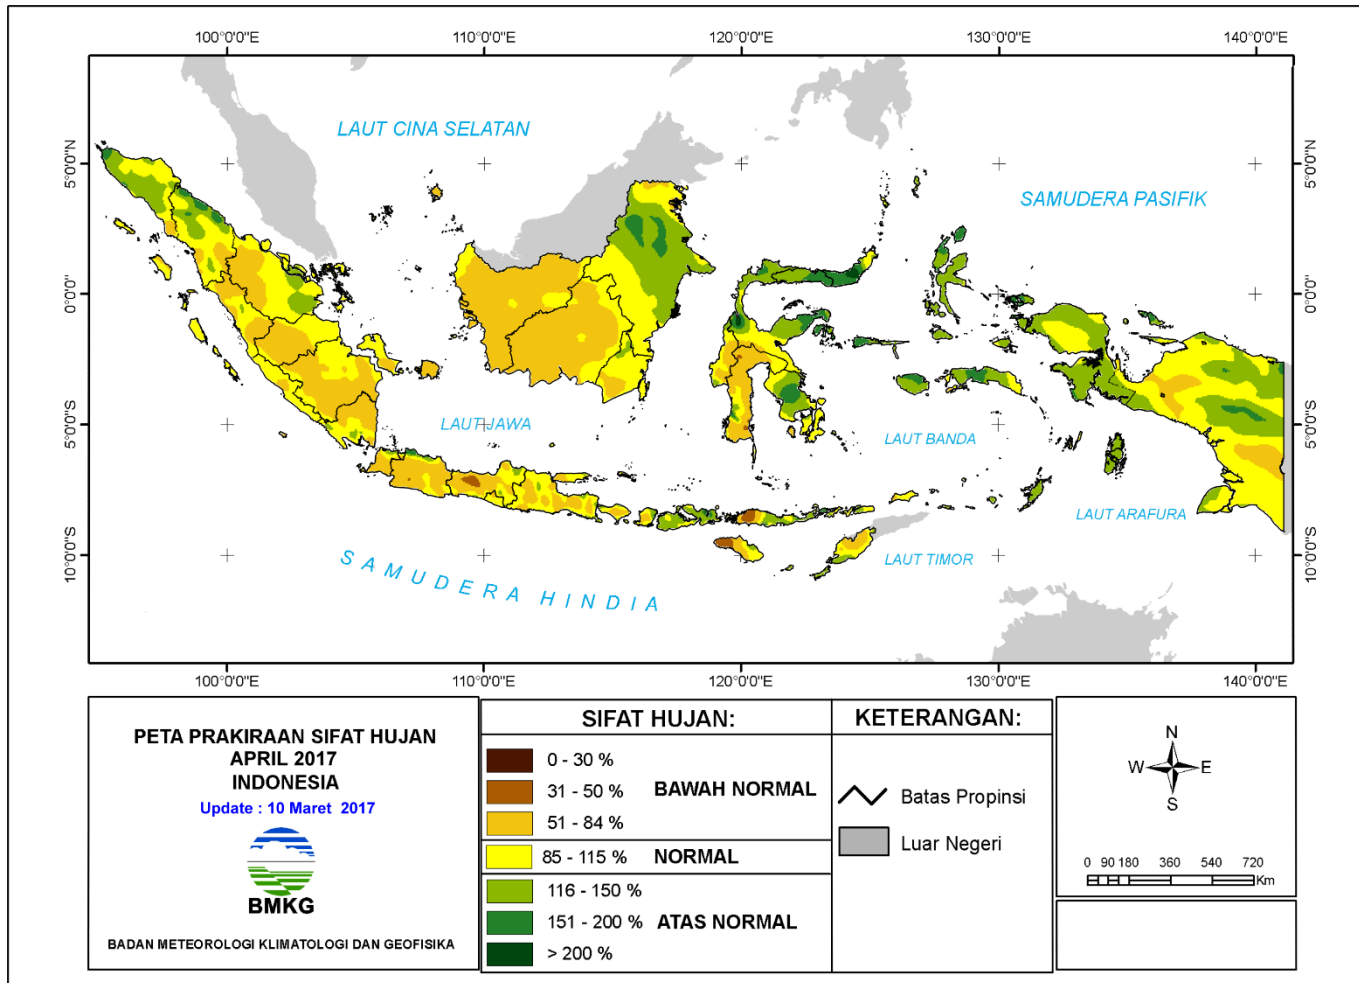 100°0'0"E 110°0'0"E 120°0'0"E 130°0'0"E 140°0'0"E
5°0'0"N
0°0'0"
5°0'0"S
10°0'0"S
LAUT CINA SELATAN
SAMUDERA PASIFIK
LAUT JAWA
LAUT BANDA
LAUT ARAFURA
LAUT TIMOR
SAMUDERA HINDIA
5°0'0"N
0°0'0"
5°0'0"S
10°0'0"S
100°0'0"E 110°0'0"E 120°0'0"E 130°0'0"E 140°0'0"E
PETA PRAKIRAAN SIFAT HUJAN
APRIL 2017
INDONESIA
Update : 10 Maret 2017
BMKG
BADAN METEOROLOGI KLIMATOLOGI DAN GEOFISIKA
SIFAT HUJAN:
0 - 30 %
31 - 50 % BAWAH NORMAL
51 - 84 %
85 - 115 % NORMAL
116 - 150 %
151 - 200 % ATAS NORMAL
> 200 %
KETERANGAN:
Batas Propinsi
Luar Negeri
N
W E
S
0 90 180 360 540 720
Km